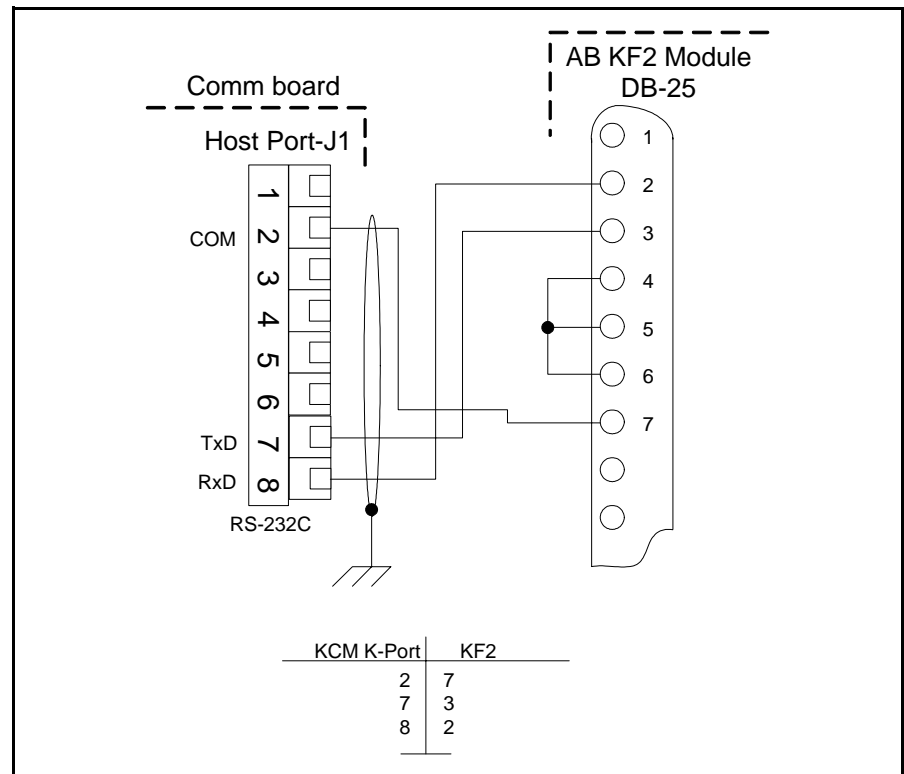 Comm board
Host Port-J1
1
COM 2
3
4
5
6
TxD 7
RxD 8
RS-232C
AB KF2 Module
DB-25
1
2
3
4
5
6
7
KCM K-Port KF2
2 7
7 3
8 2